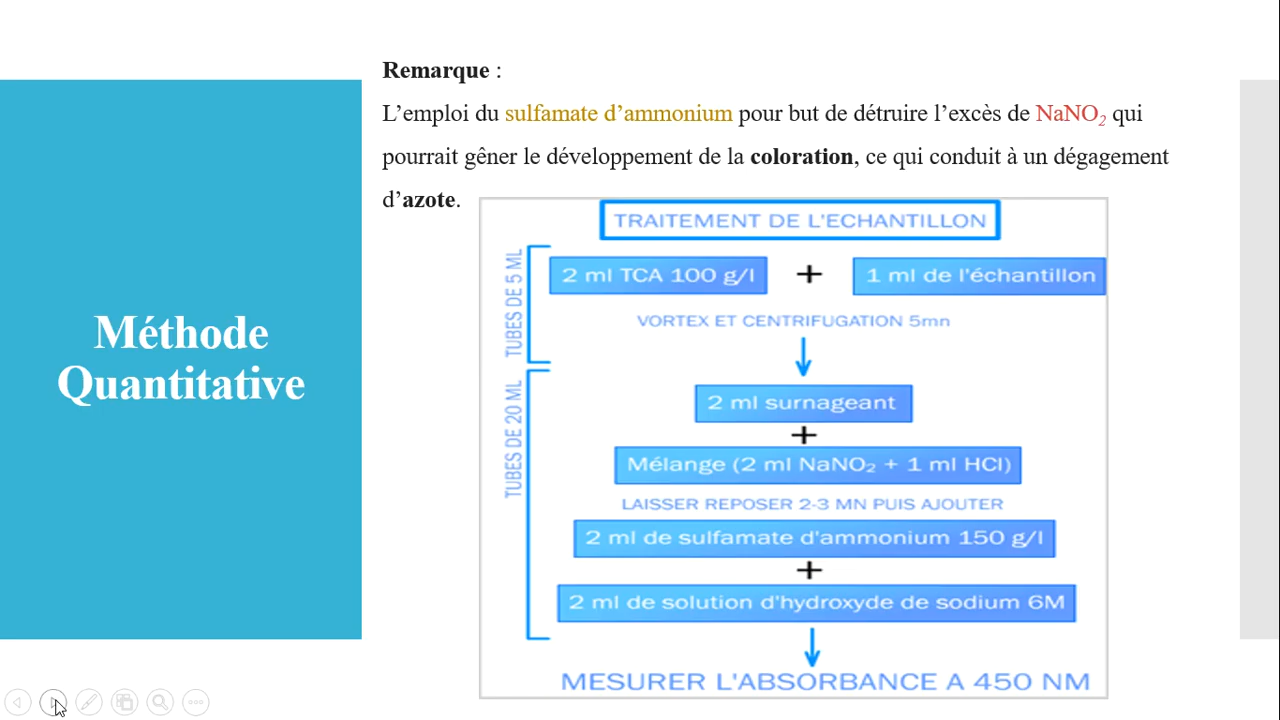 Remarque :
L’emploi du sulfamate d’ammonium pour but de détruire l’excès de NaNO₂ qui
pourrait gêner le développement de la coloration, ce qui conduit à un dégagement
d’azote.
Méthode
Quantitative
TRAITEMENT DE L'ECHANTILLON
TUBES DE 5 ML
2 ml TCA 100 g/l + 1 ml de l'échantillon
VORTEX ET CENTRIFUGATION 5mn
TUBES DE 20 ML
2 ml surnageant
+
Mélange (2 ml NaNO₂ + 1 ml HCl)
LAISSER REPOSER 2-3 MN PUIS AJOUTER
2 ml de sulfamate d'ammonium 150 g/l
+
2 ml de solution d'hydroxyde de sodium 6M
MESURER L'ABSORBANCE A 450 NM